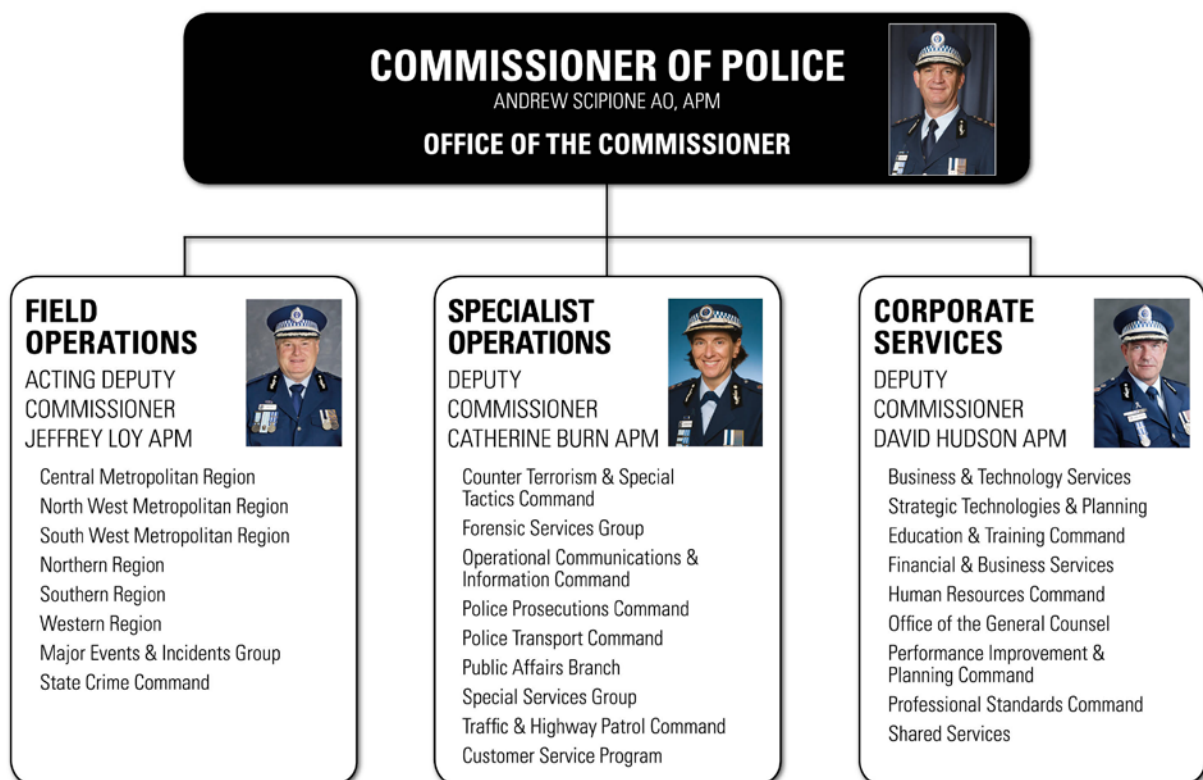 COMMISSIONER OF POLICE
ANDREW SCIPIONE AO, APM
OFFICE OF THE COMMISSIONER
FIELD
OPERATIONS
ACTING DEPUTY
COMMISSIONER
JEFFREY LOY APM
Central Metropolitan Region
North West Metropolitan Region
South West Metropolitan Region
Northern Region
Southern Region
Western Region
Major Events & Incidents Group
State Crime Command
SPECIALIST
OPERATIONS
DEPUTY
COMMISSIONER
CATHERINE BURN APM
Counter Terrorism & Special
Tactics Command
Forensic Services Group
Operational Communications &
Information Command
Police Prosecutions Command
Police Transport Command
Public Affairs Branch
Special Services Group
Traffic & Highway Patrol Command
Customer Service Program
CORPORATE
SERVICES
DEPUTY
COMMISSIONER
DAVID HUDSON APM
Business & Technology Services
Strategic Technologies & Planning
Education & Training Command
Financial & Business Services
Human Resources Command
Office of the General Counsel
Performance Improvement &
Planning Command
Professional Standards Command
Shared Services